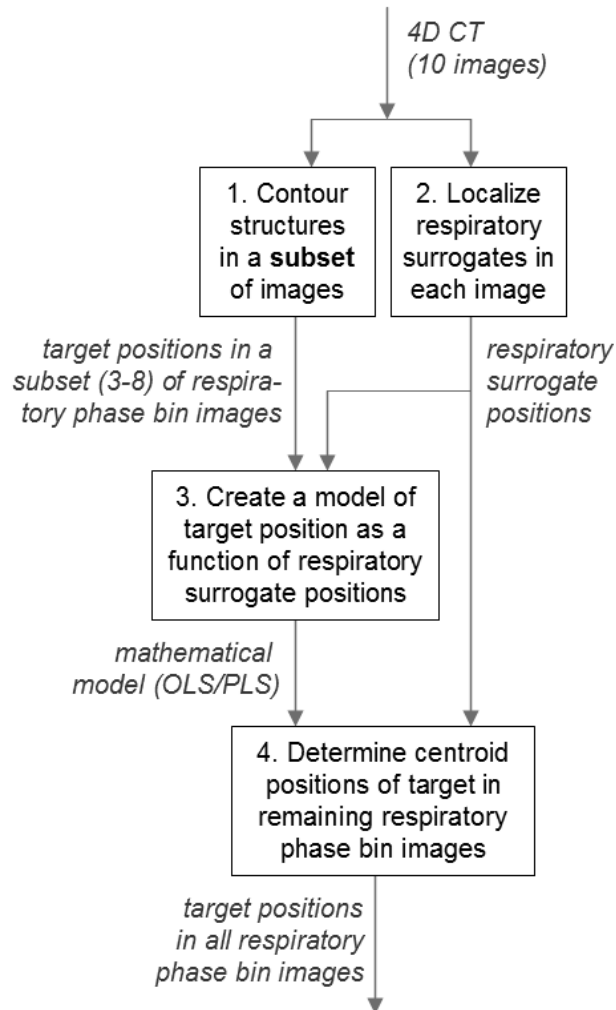 4D CT
(10 images)
1. Contour
structures
in a subset
of images
2. Localize
respiratory
surrogates in
each image
target positions in a
subset (3-8) of respira-
tory phase bin images
respiratory
surrogate
positions
3. Create a model of
target position as a
function of respiratory
surrogate positions
mathematical
model (OLS/PLS)
4. Determine centroid
positions of target in
remaining respiratory
phase bin images
target positions
in all respiratory
phase bin images